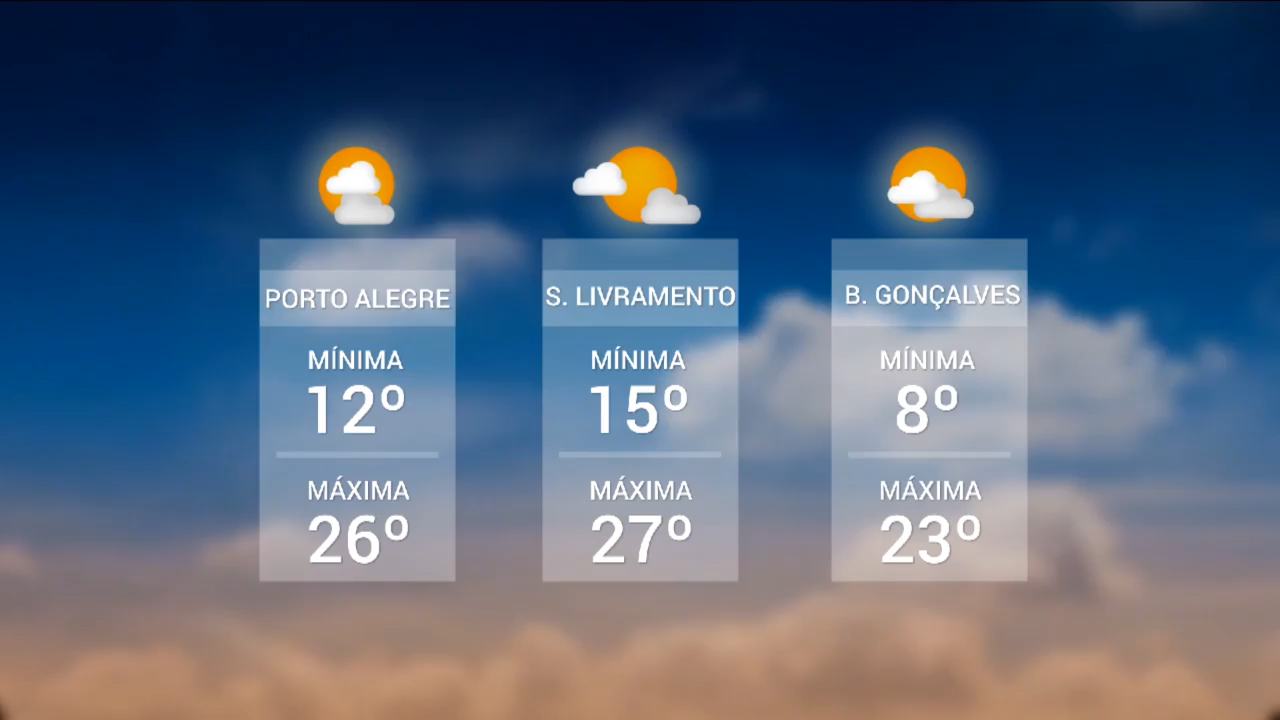 PORTO ALEGRE
MÍNIMA
12º
MÁXIMA
26º
S. LIVRAMENTO
MÍNIMA
15º
MÁXIMA
27º
B. GONÇALVES
MÍNIMA
8º
MÁXIMA
23º